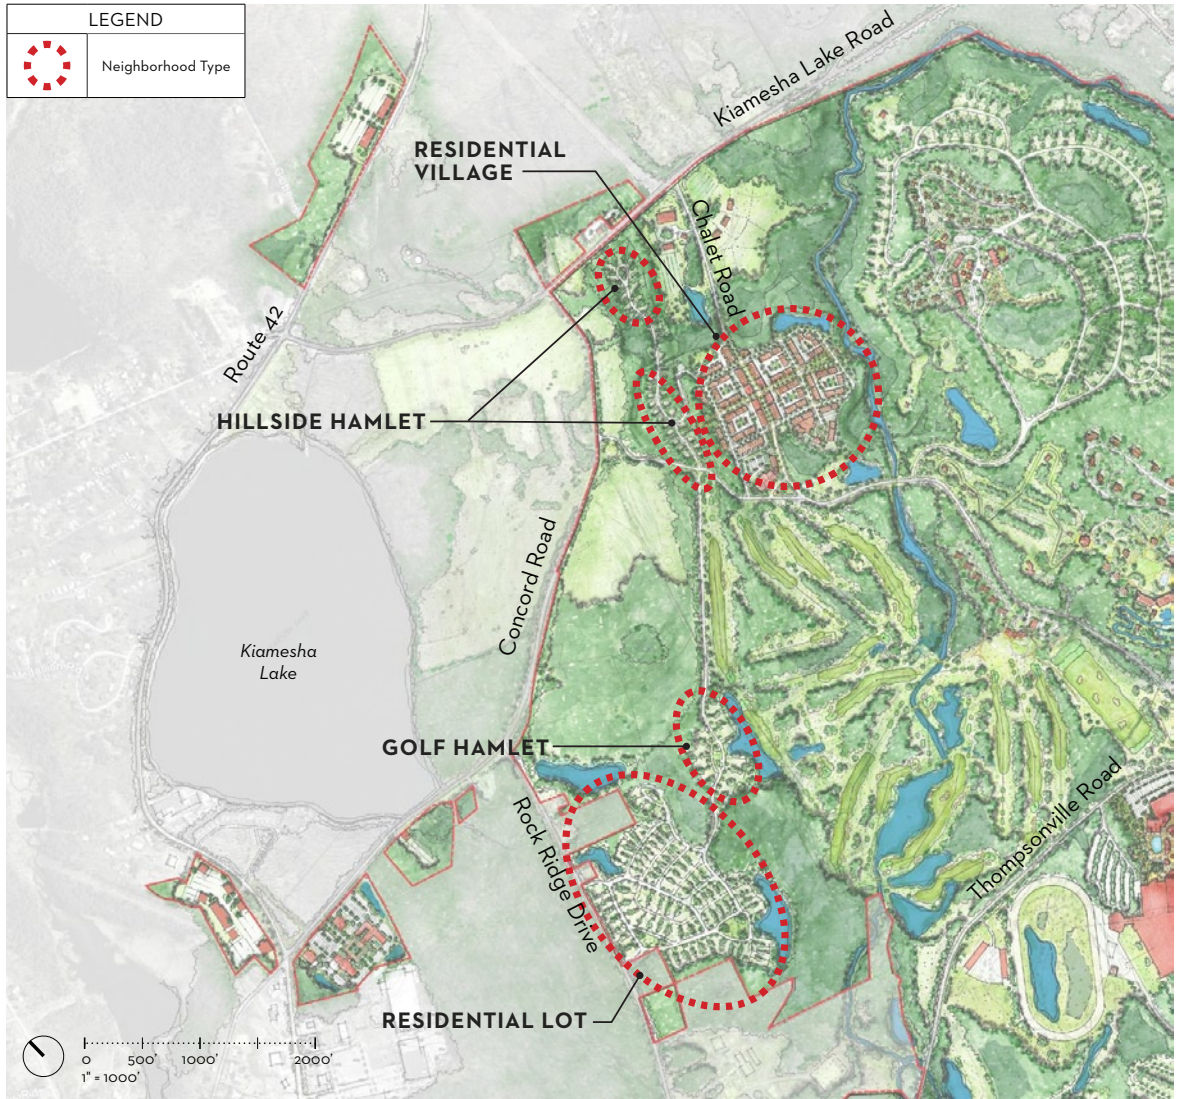 LEGEND
Neighborhood Type
Kiamesha Lake Road
RESIDENTIAL
VILLAGE
Chalet Road
Route 42
HILLSIDE HAMLET
Concord Road
Kiamesha
Lake
GOLF HAMLET
Rock Ridge Drive
Thompsonville Road
RESIDENTIAL LOT
0 500' 1000' 2000'
1" = 1000'